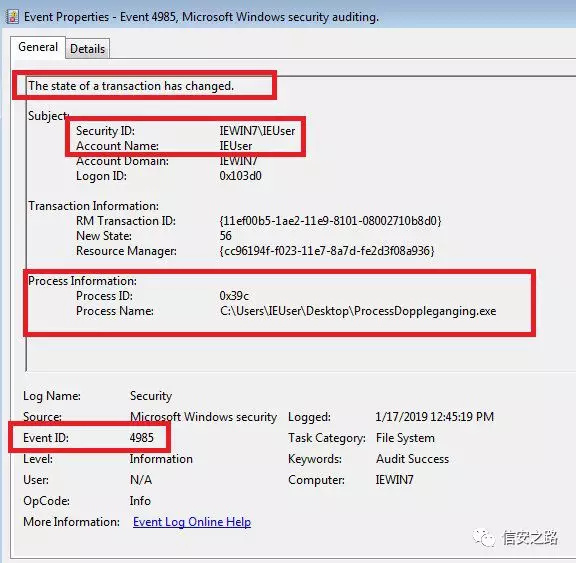 Event Properties - Event 4985, Microsoft Windows security auditing.
General Details
The state of a transaction has changed.
Subject:
Security ID: IEWIN7\IEUser
Account Name: IEUser
Account Domain: IEWIN7
Logon ID: 0x103d0
Transaction Information:
RM Transaction ID: {11ef00b5-1ae2-11e9-8101-08002710b8d0}
New State: 56
Resource Manager: {cc96194f-f023-11e7-8a7d-fe2d3f08a936}
Process Information:
Process ID: 0x39c
Process Name: C:\Users\IEUser\Desktop\ProcessDoppleganging.exe
Log Name: Security
Source: Microsoft Windows security Logged: 1/17/2019 12:45:19 PM
Event ID: 4985 Task Category: File System
Level: Information Keywords: Audit Success
User: N/A Computer: IEWIN7
OpCode: Info
More Information: Event Log Online Help
信安之路